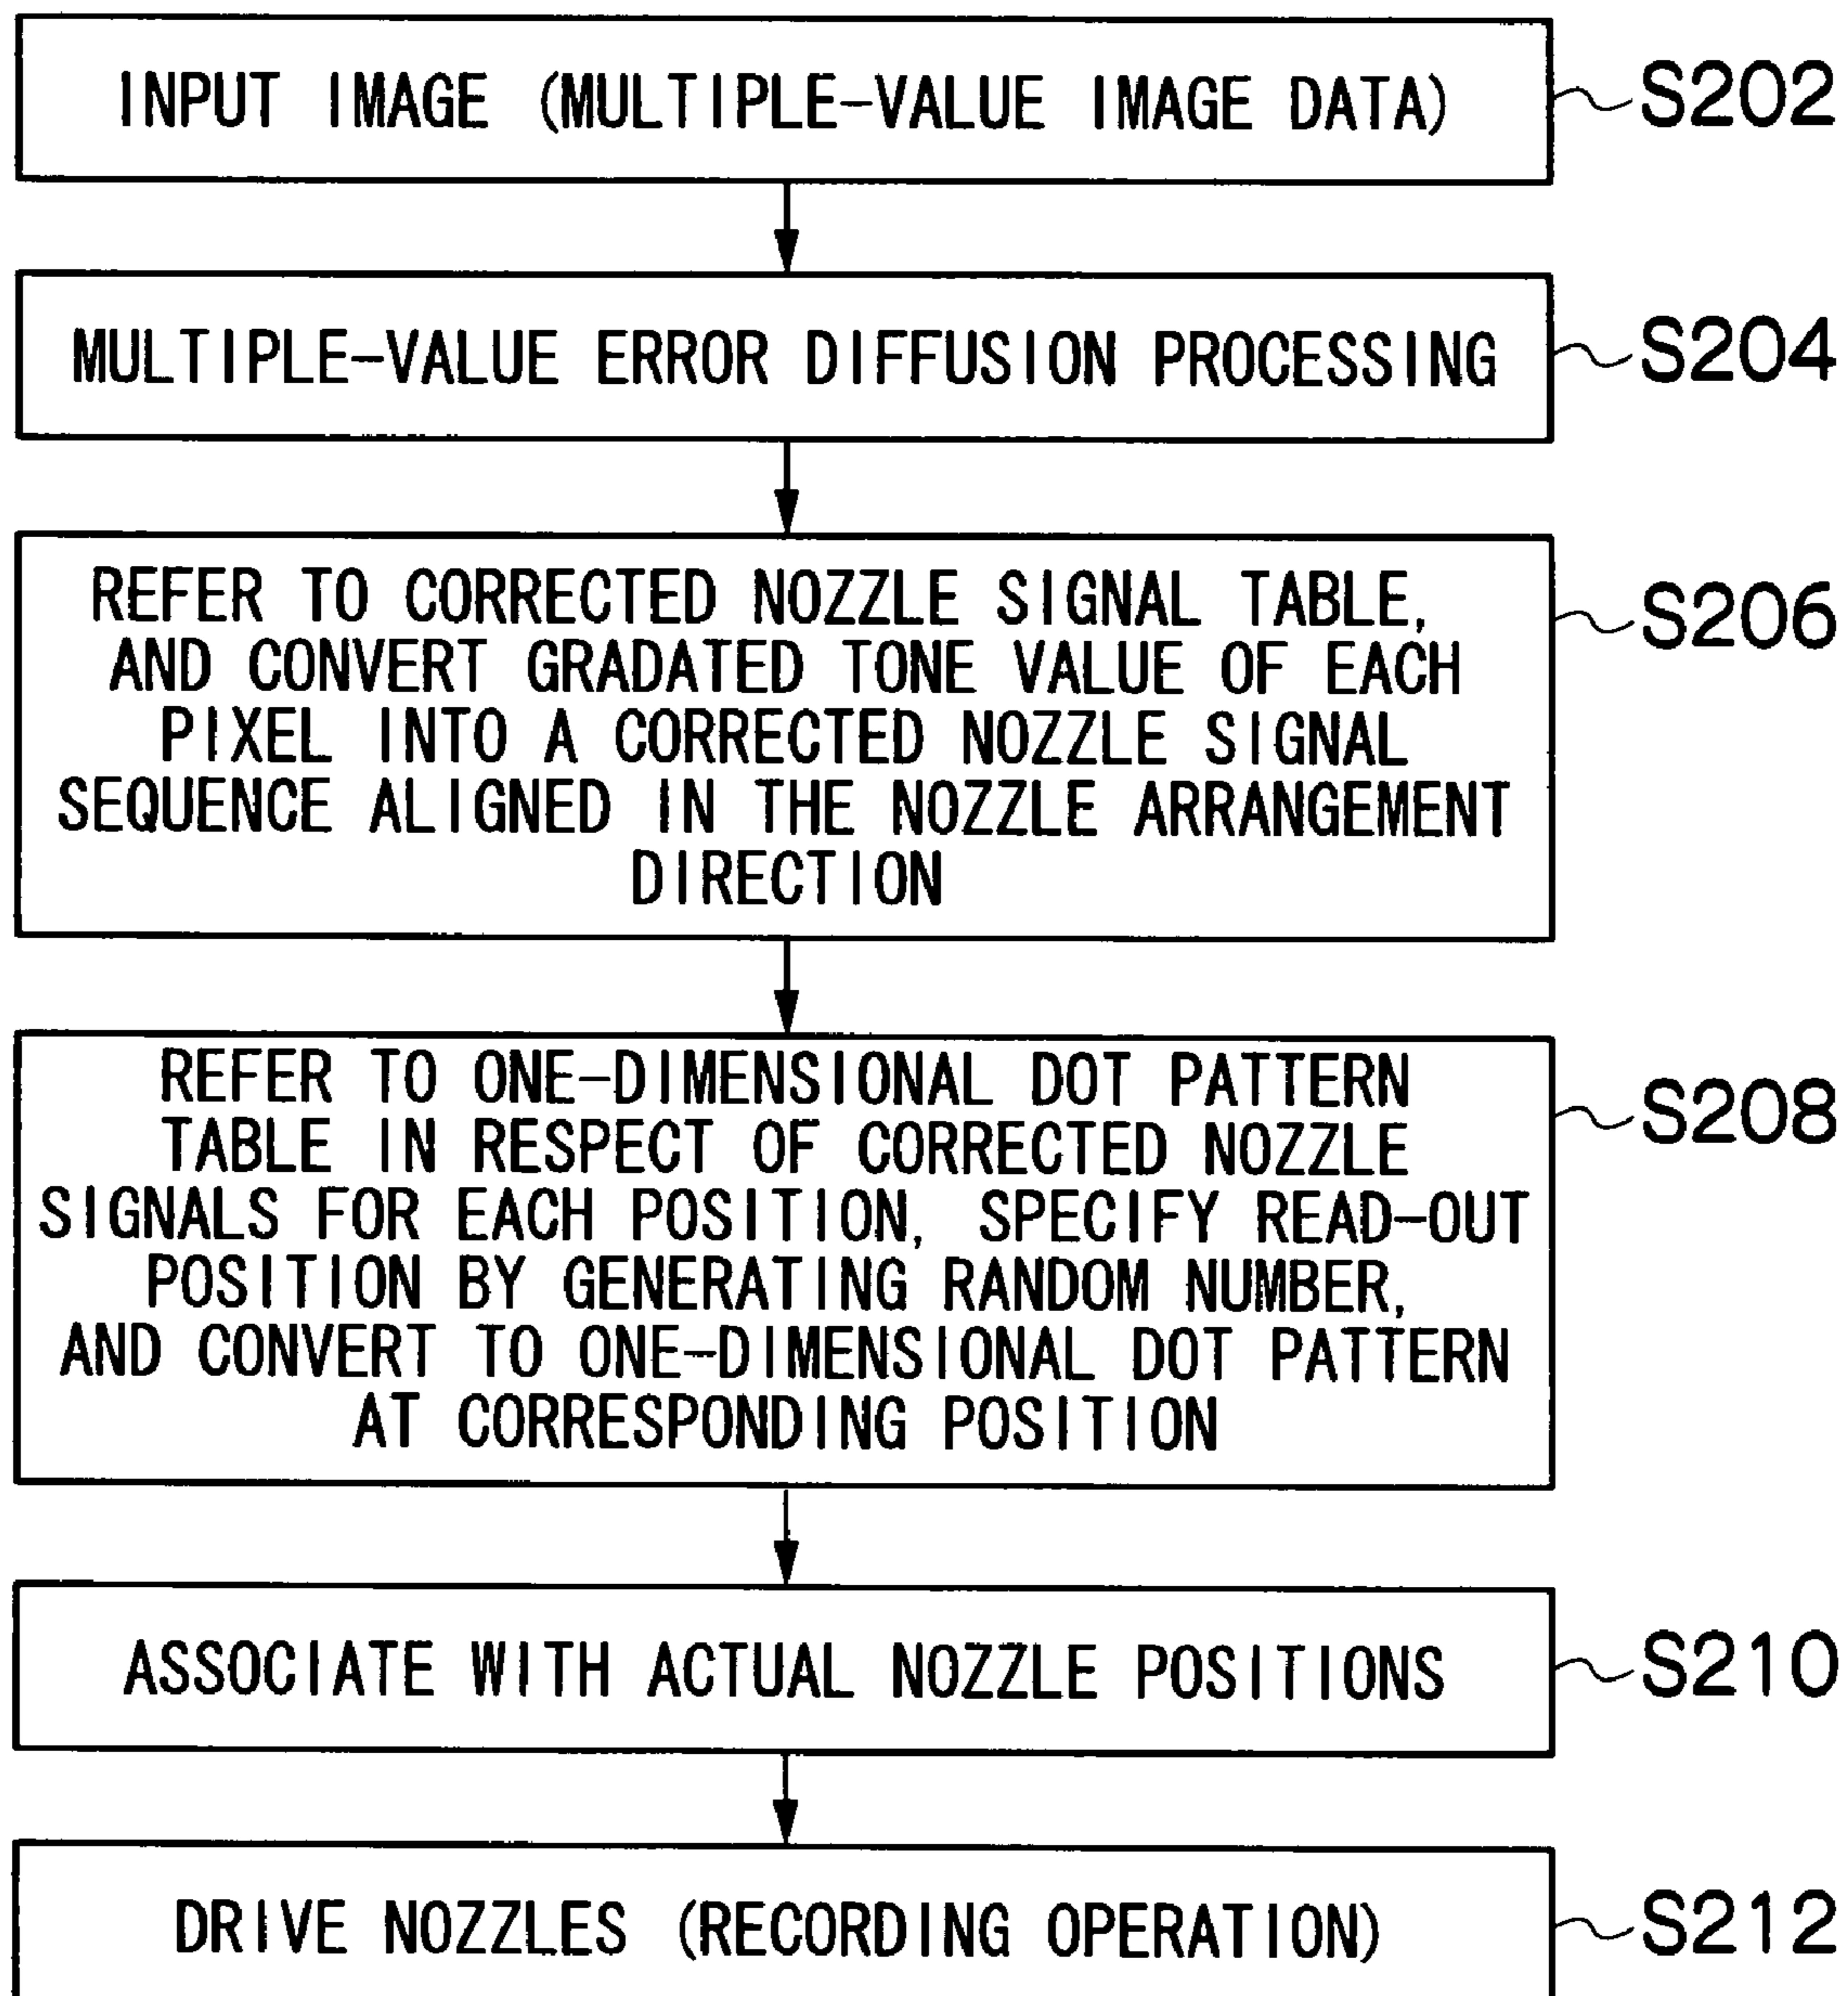 INPUT IMAGE (MULTIPLE-VALUE IMAGE DATA)
S202
MULTIPLE-VALUE ERROR DIFFUSION PROCESSING
S204
REFER TO CORRECTED NOZZLE SIGNAL TABLE,
AND CONVERT GRADATED TONE VALUE OF EACH
PIXEL INTO A CORRECTED NOZZLE SIGNAL
SEQUENCE ALIGNED IN THE NOZZLE ARRANGEMENT
DIRECTION
S206
REFER TO ONE-DIMENSIONAL DOT PATTERN
TABLE IN RESPECT OF CORRECTED NOZZLE
SIGNALS FOR EACH POSITION, SPECIFY READ-OUT
POSITION BY GENERATING RANDOM NUMBER,
AND CONVERT TO ONE-DIMENSIONAL DOT PATTERN
AT CORRESPONDING POSITION
S208
ASSOCIATE WITH ACTUAL NOZZLE POSITIONS
S210
DRIVE NOZZLES (RECORDING OPERATION)
S212